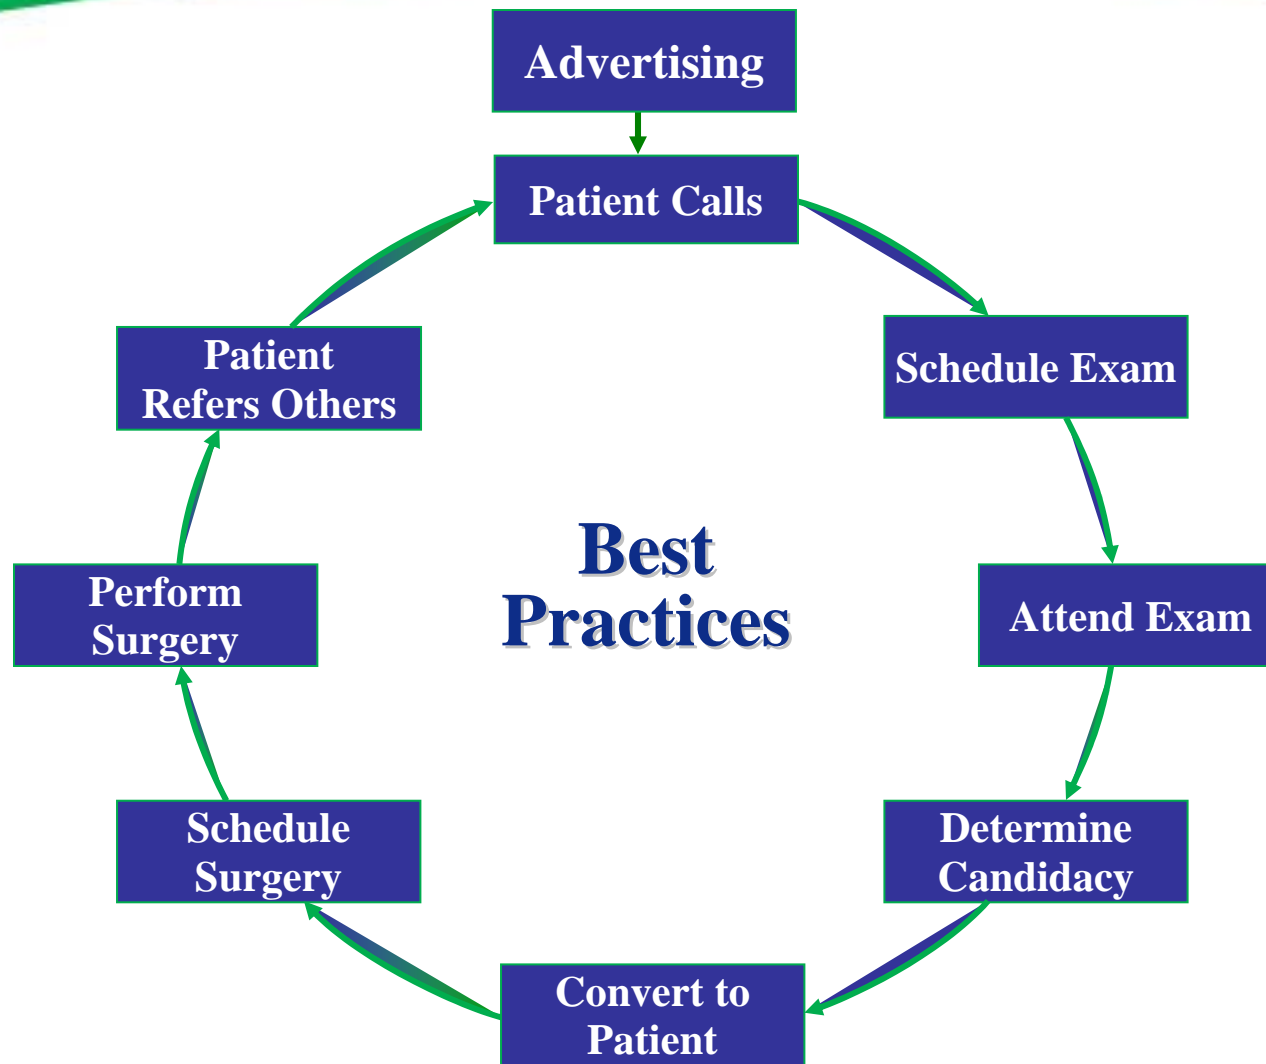 Advertising
Patient Calls
Schedule Exam
Attend Exam
Determine
Candidacy
Convert to
Patient
Schedule
Surgery
Perform
Surgery
Patient
Refers Others
Best
Practices